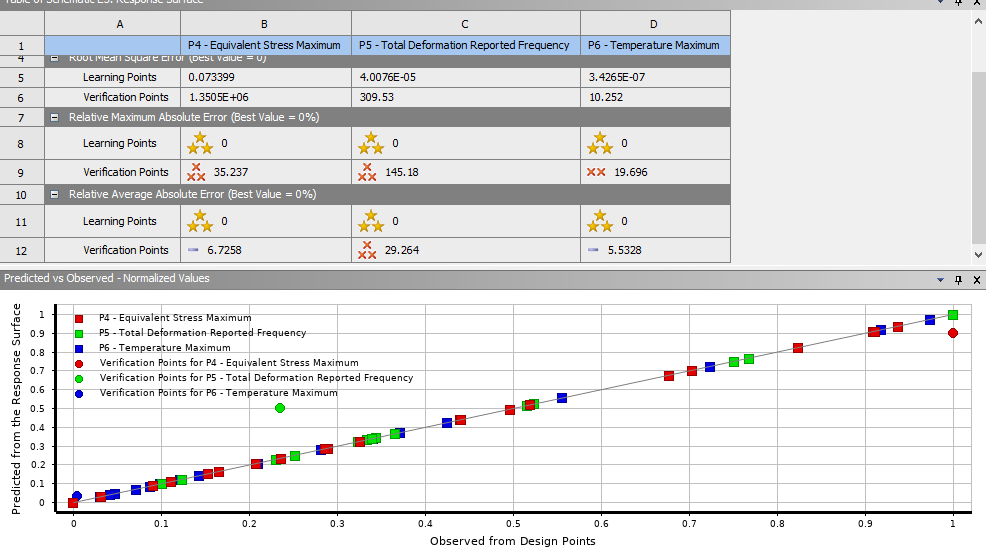 Table of Schematic E3: Response Surface
A B C D
1 P4 - Equivalent Stress Maximum P5 - Total Deformation Reported Frequency P6 - Temperature Maximum
4 Root Mean Square Error (Best Value = 0)
5 Learning Points 0.073399 4.0076E-05 3.4265E-07
6 Verification Points 1.3505E+06 309.53 10.252
7 Relative Maximum Absolute Error (Best Value = 0%)
8 Learning Points 0 0 0
9 Verification Points 35.237 145.18 19.696
10 Relative Average Absolute Error (Best Value = 0%)
11 Learning Points 0 0 0
12 Verification Points 6.7258 29.264 5.5328
Predicted vs Observed - Normalized Values
Predicted from the Response Surface
1
0.9
0.8
0.7
0.6
0.5
0.4
0.3
0.2
0.1
0
P4 - Equivalent Stress Maximum
P5 - Total Deformation Reported Frequency
P6 - Temperature Maximum
Verification Points for P4 - Equivalent Stress Maximum
Verification Points for P5 - Total Deformation Reported Frequency
Verification Points for P6 - Temperature Maximum
0 0.1 0.2 0.3 0.4 0.5 0.6 0.7 0.8 0.9 1
Observed from Design Points